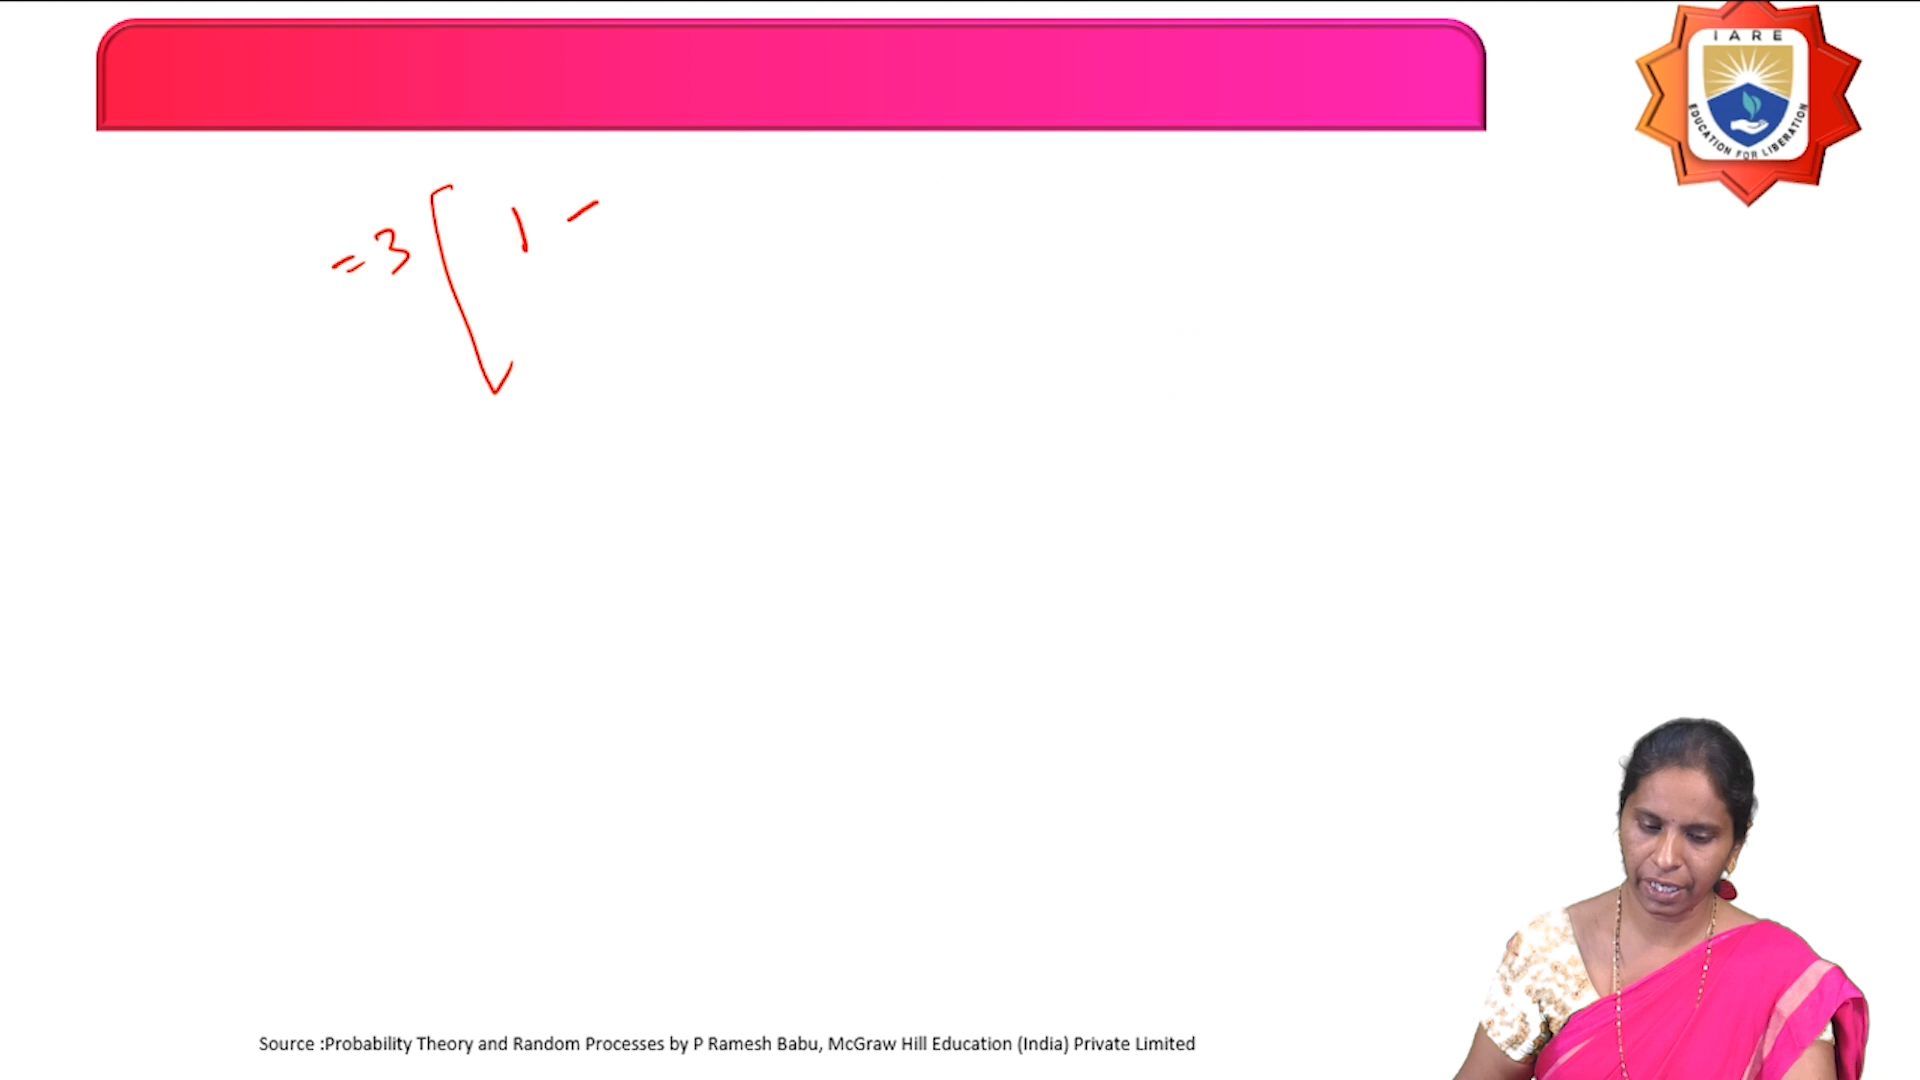 IARE
EDUCATION FOR LIBERATION
= 3 [ 1 -
Source :Probability Theory and Random Processes by P Ramesh Babu, McGraw Hill Education (India) Private Limited